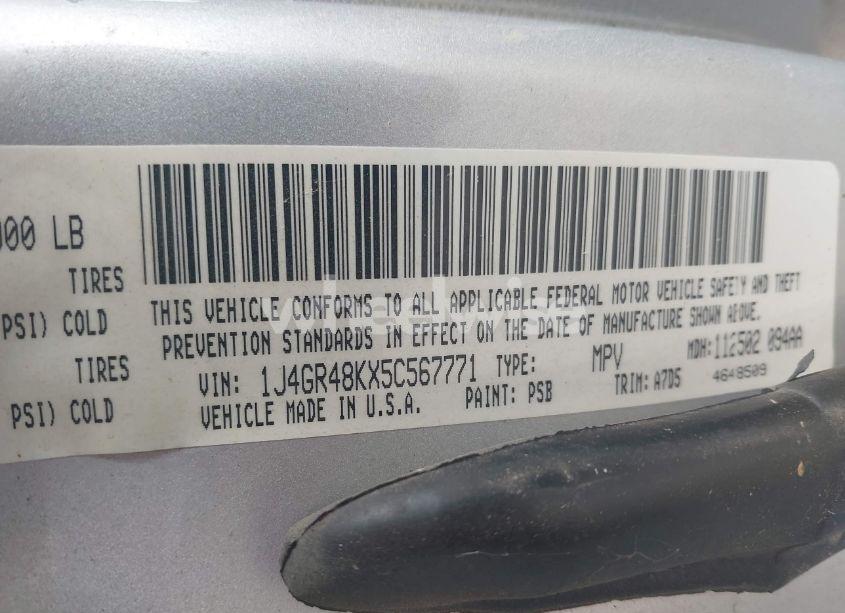 000 LB
TIRES
PSI) COLD
TIRES
PSI) COLD
THIS VEHICLE CONFORMS TO ALL APPLICABLE FEDERAL MOTOR VEHICLE SAFETY AND THEFT
PREVENTION STANDARDS IN EFFECT ON THE DATE OF MANUFACTURE SHOWN ABOVE.
VIN: 1J4GR48KX5C567771 TYPE: MPV MDH:112502 094AA
VEHICLE MADE IN U.S.A. PAINT: PSB TRIM: A7D5 4648509